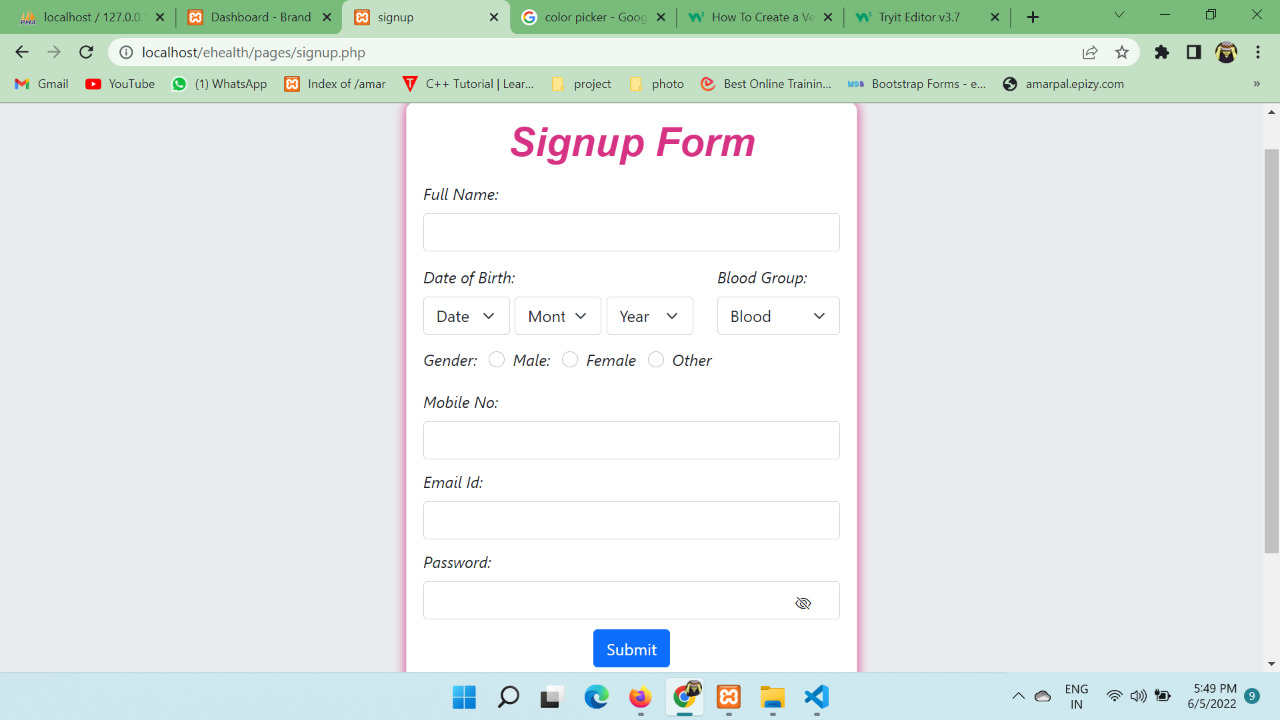 localhost / 127.0.0.1
Dashboard - Brand
signup
color picker - Goog
How To Create a Ve
Tryit Editor v3.7
localhost/ehealth/pages/signup.php
Gmail
YouTube
(1) WhatsApp
Index of /amar
C++ Tutorial | Lear...
project
photo
Best Online Trainin...
MDB
Bootstrap Forms - e...
amarpal.epizy.com
»
Signup Form
Full Name:
Date of Birth:
Blood Group:
Date
Mont
Year
Blood
Gender:
Male:
Female
Other
Mobile No:
Email Id:
Password:
Submit
ENG
IN
5:49 PM
6/5/2022
9